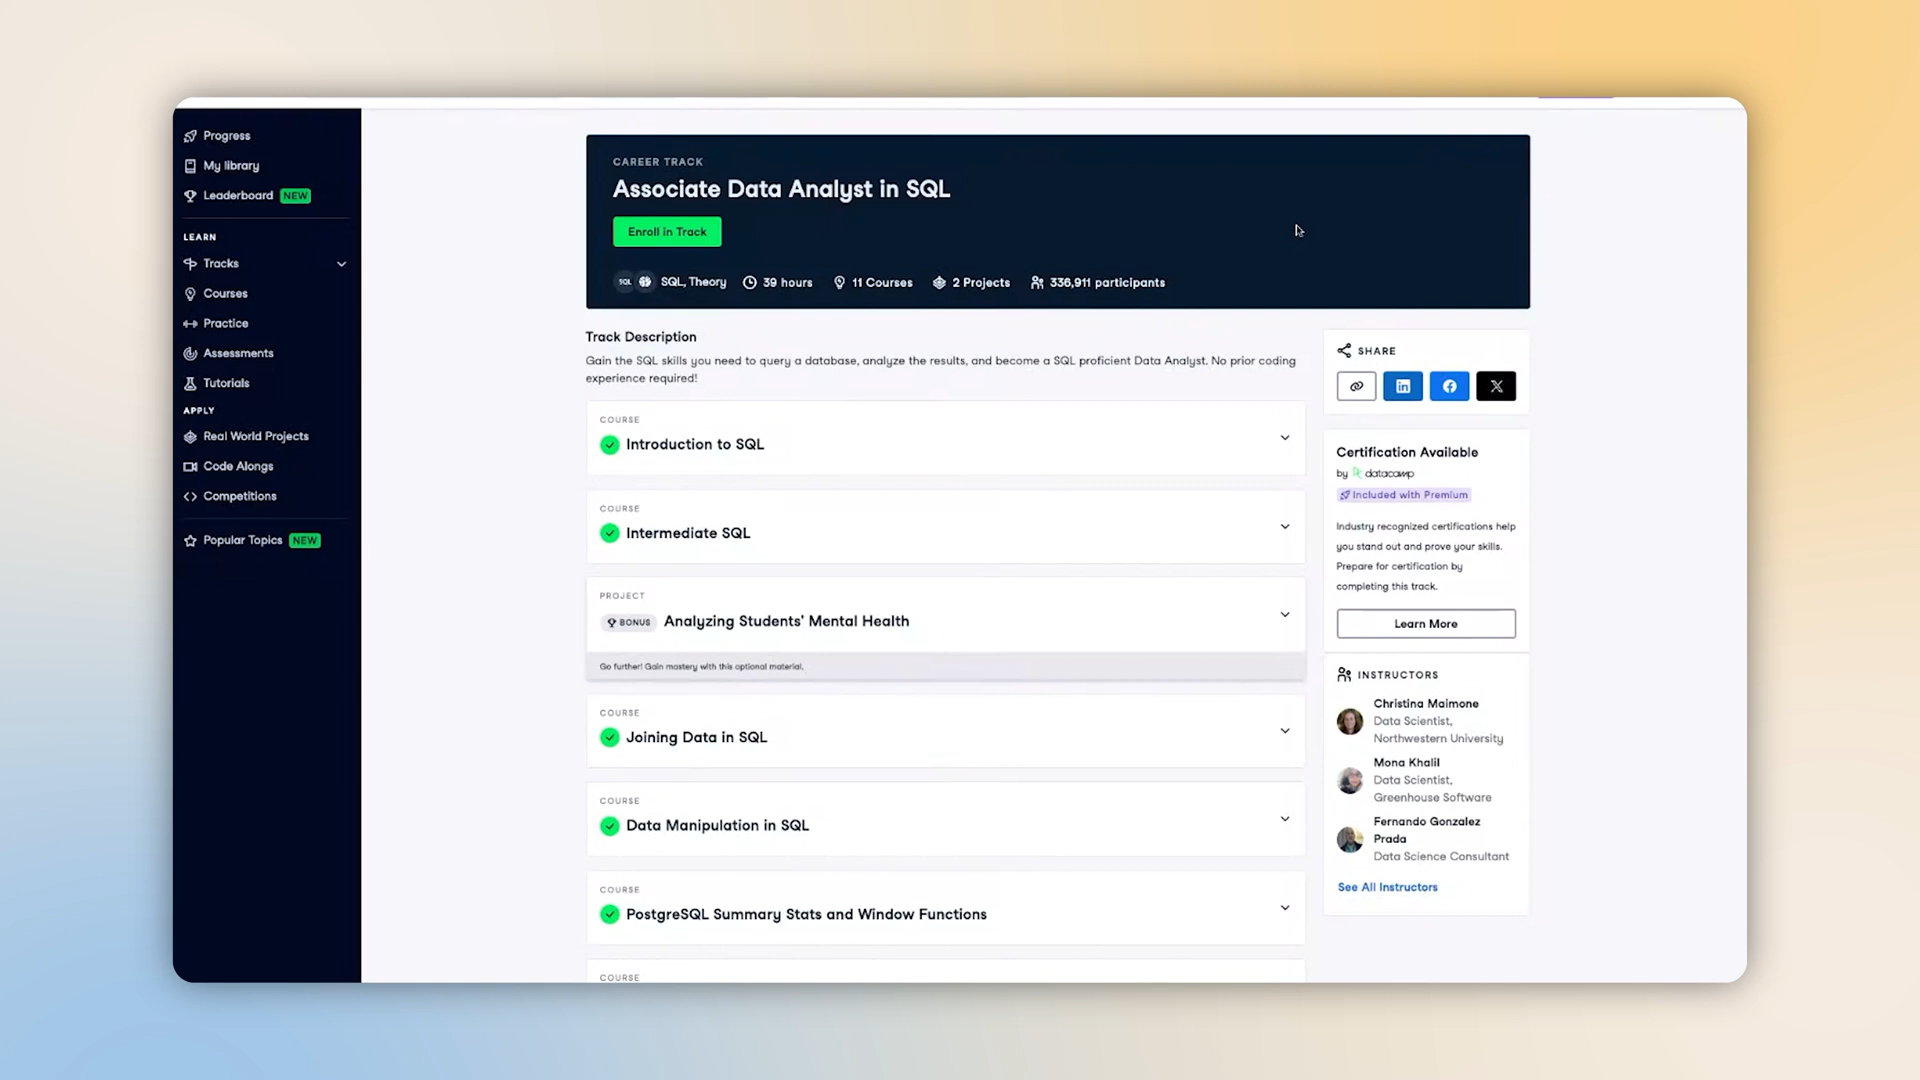 Progress
My library
Leaderboard NEW
LEARN
Tracks
Courses
Practice
Assessments
Tutorials
APPLY
Real World Projects
Code Alongs
Competitions
Popular Topics NEW
CAREER TRACK
Associate Data Analyst in SQL
Enroll in Track
SQL SQL, Theory 39 hours 11 Courses 2 Projects 336,911 participants
Track Description
Gain the SQL skills you need to query a database, analyze the results, and become a SQL proficient Data Analyst. No prior coding
experience required!
COURSE
Introduction to SQL
COURSE
Intermediate SQL
PROJECT
BONUS Analyzing Students' Mental Health
Go further! Gain mastery with this optional material.
COURSE
Joining Data in SQL
COURSE
Data Manipulation in SQL
COURSE
PostgreSQL Summary Stats and Window Functions
COURSE
SHARE
Certification Available
by datacamp
Included with Premium
Industry recognized certifications help
you stand out and prove your skills.
Prepare for certification by
completing this track.
Learn More
INSTRUCTORS
Christina Maimone
Data Scientist,
Northwestern University
Mona Khalil
Data Scientist,
Greenhouse Software
Fernando Gonzalez
Prada
Data Science Consultant
See All Instructors